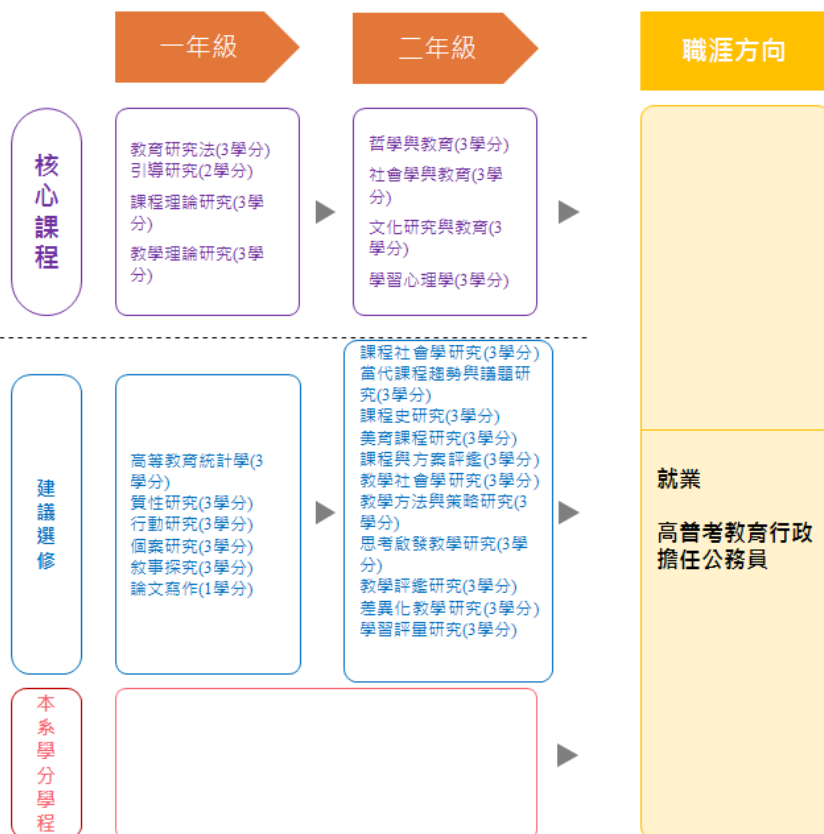 一年級
二年級
職涯方向
核
心
課
程
教育研究法(3學分)
引導研究(2學分)
課程理論研究(3學
分)
教學理論研究(3學
分)
哲學與教育(3學分)
社會學與教育(3學
分)
文化研究與教育(3
學分)
學習心理學(3學分)
建
議
選
修
高等教育統計學(3
學分)
質性研究(3學分)
行動研究(3學分)
個案研究(3學分)
敘事探究(3學分)
論文寫作(1學分)
課程社會學研究(3學分)
當代課程趨勢與議題研
究(3學分)
課程史研究(3學分)
美育課程研究(3學分)
課程與方案評鑑(3學分)
教學社會學研究(3學分)
教學方法與策略研究(3
學分)
思考啟發教學研究(3學
分)
教學評鑑研究(3學分)
差異化教學研究(3學分)
學習評量研究(3學分)
就業
高普考教育行政
擔任公務員
本
系
學
分
學
程